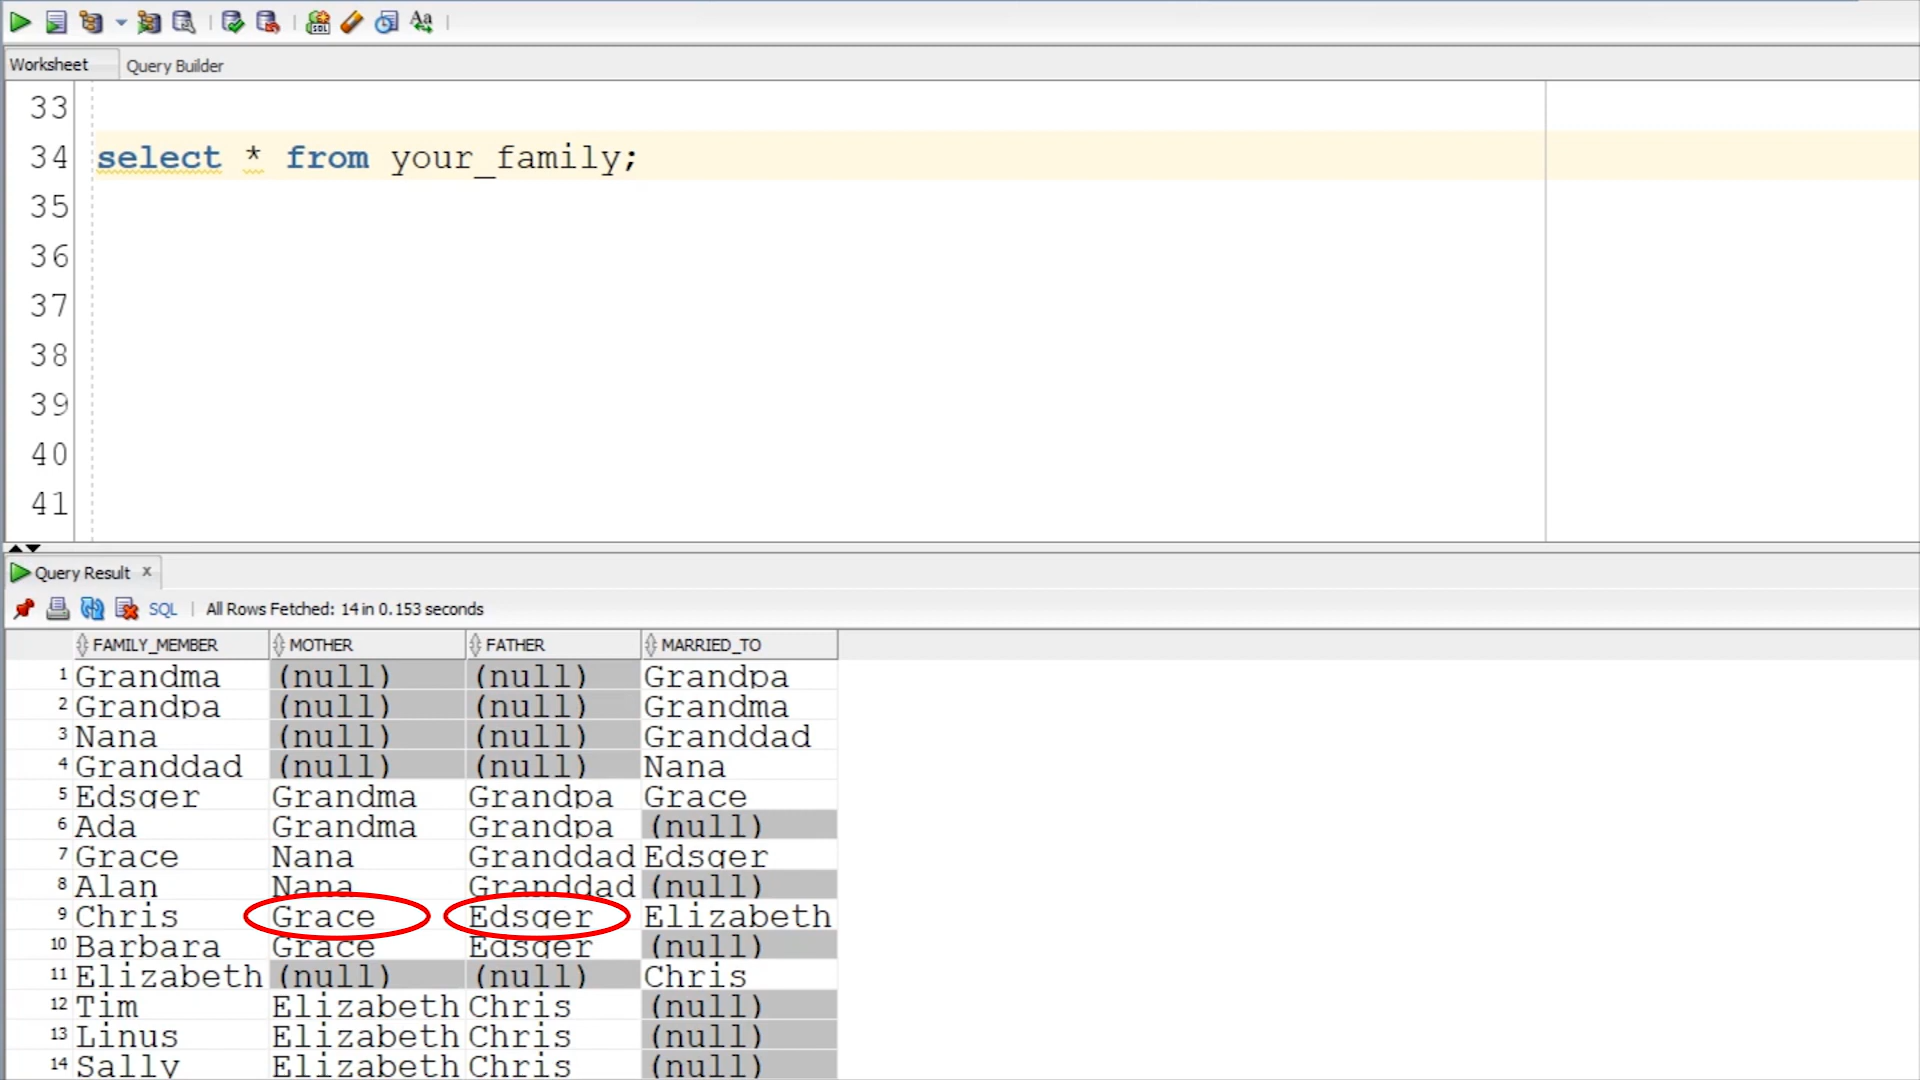 Worksheet Query Builder
33
34 select * from your_family;
35
36
37
38
39
40
41
Query Result x
SQL | All Rows Fetched: 14 in 0.153 seconds
FAMILY_MEMBER MOTHER FATHER MARRIED_TO
1 Grandma (null) (null) Grandpa
2 Grandpa (null) (null) Grandma
3 Nana (null) (null) Granddad
4 Granddad (null) (null) Nana
5 Edsger Grandma Grandpa Grace
6 Ada Grandma Grandpa (null)
7 Grace Nana Granddad Edsger
8 Alan Nana Granddad (null)
9 Chris Grace Edsger Elizabeth
10 Barbara Grace Edsger (null)
11 Elizabeth (null) (null) Chris
12 Tim Elizabeth Chris (null)
13 Linus Elizabeth Chris (null)
14 Sally Elizabeth Chris (null)